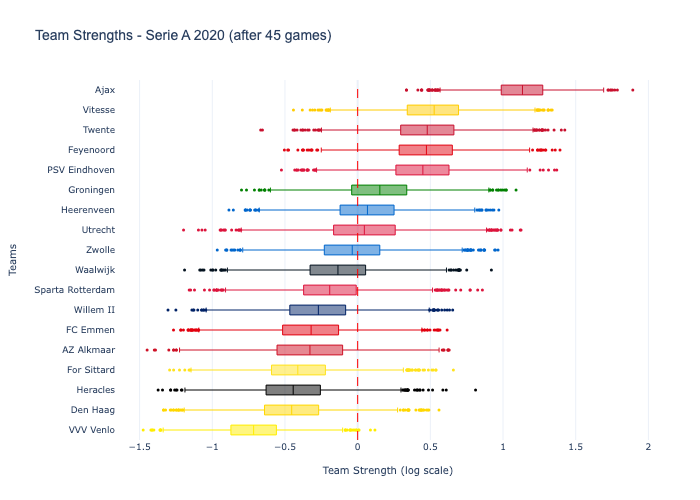 Team Strengths - Serie A 2020 (after 45 games)
Ajax
Vitesse
Twente
Feyenoord
PSV Eindhoven
Groningen
Heerenveen
Utrecht
Zwolle
Waalwijk
Sparta Rotterdam
Willem II
FC Emmen
AZ Alkmaar
For Sittard
Heracles
Den Haag
VVV Venlo
Teams
−1.5 −1 −0.5 0 0.5 1 1.5 2
Team Strength (log scale)